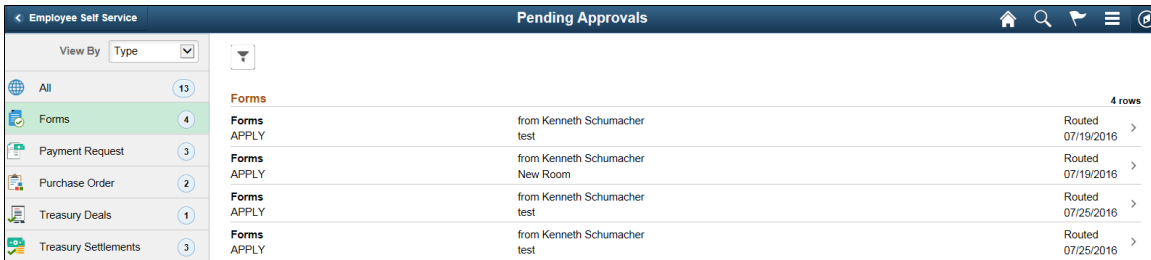 Employee Self Service
Pending Approvals
View By Type
All 13
Forms 4
Payment Request 3
Purchase Order 2
Treasury Deals 1
Treasury Settlements 3
Forms 4 rows
Forms from Kenneth Schumacher Routed
APPLY test 07/19/2016
Forms from Kenneth Schumacher Routed
APPLY New Room 07/19/2016
Forms from Kenneth Schumacher Routed
APPLY test 07/25/2016
Forms from Kenneth Schumacher Routed
APPLY test 07/25/2016